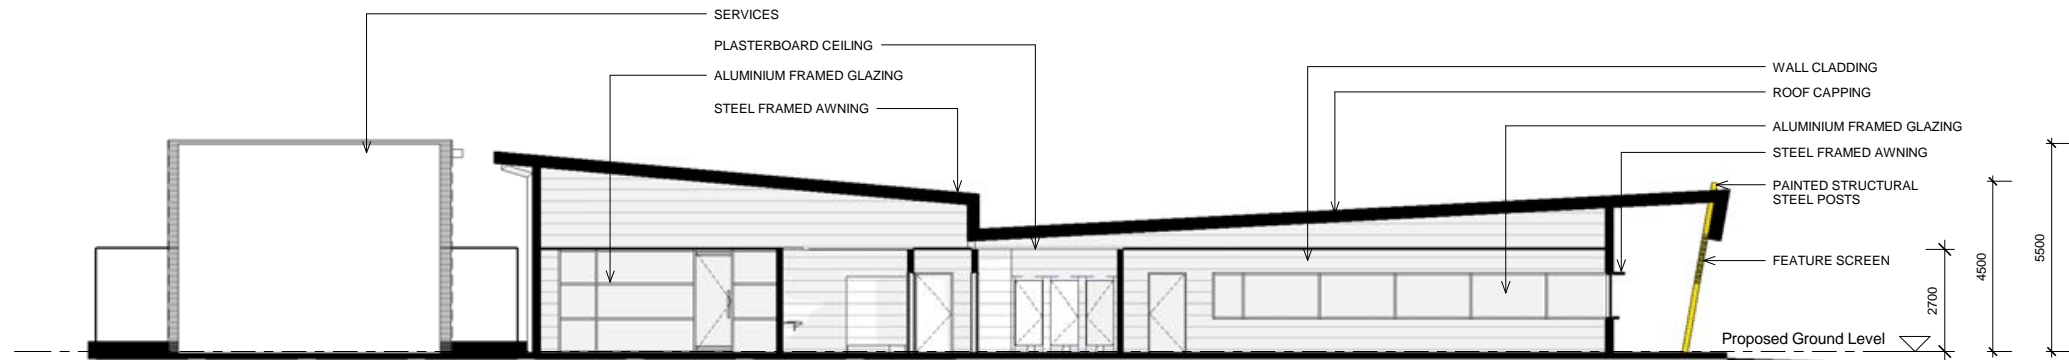 SERVICES
PLASTERBOARD CEILING
ALUMINIUM FRAMED GLAZING
STEEL FRAMED AWNING
WALL CLADDING
ROOF CAPPING
ALUMINIUM FRAMED GLAZING
STEEL FRAMED AWNING
PAINTED STRUCTURAL
STEEL POSTS
FEATURE SCREEN
2700
4500
5500
Proposed Ground Level